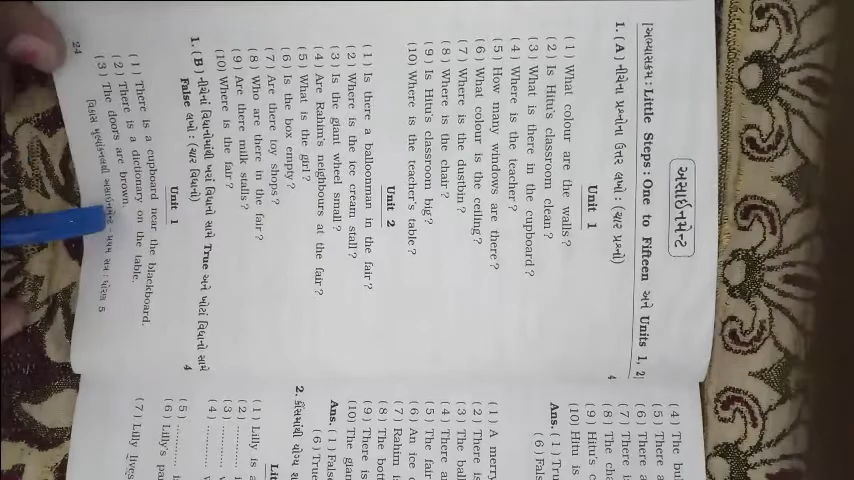 અસાઈનમેન્ટ-૨
અભ્યાસક્રમ : Little Steps : One to Fifteen અને Units 1, 2
1. ( A ) નીચેના પ્રશ્નોના ઉત્તર લખો : (ચાર પ્રશ્નો) 4
Unit 1
( 1 ) What colour are the walls ?
( 2 ) Is Hitu's classroom clean ?
( 3 ) What is there in the cupboard ?
( 4 ) Where is the teacher ?
( 5 ) How many windows are there ?
( 6 ) What colour is the ceiling ?
( 7 ) Where is the dustbin ?
( 8 ) Where is the chair ?
( 9 ) Is Hitu's classroom big ?
(10) Where is the teacher's table ?
Unit 2
( 1 ) Is there a balloonman in the fair ?
( 2 ) Where is the ice cream stall ?
( 3 ) Is the giant wheel small ?
( 4 ) Are Rahim's neighbours at the fair ?
( 5 ) What is the girl ?
( 6 ) Is the box empty ?
( 7 ) Are there toy shops ?
( 8 ) Who are there in the fair ?
( 9 ) Are there milk stalls ?
(10) Where is the fair ?
1. ( B ) નીચેનાં વિધાનોમાંથી ખરાં વિધાનો સામે True અને ખોટાં વિધાનો સામે
False લખો : (ચાર વિધાનો) 4
Unit 1
( 1 ) There is a cupboard near the blackboard.
( 2 ) There is a dictionary on the table.
( 3 ) The doors are brown.
24
ધોરણ 5
( 4 ) The bul
( 5 ) There a
( 6 ) There
( 7 ) There i
( 8 ) The cha
( 9 ) Hitu's c
(10) Hitu is
Ans. ( 1 ) Tru
( 6 ) Fals
( 1 ) A merry
( 2 ) There is
( 3 ) The ball
( 4 ) There a
( 5 ) The fair
( 6 ) An ice c
( 7 ) Rahim i
( 8 ) The bott
( 9 ) There is
(10) The gian
Ans. ( 1 ) False
( 6 ) True
2. કૌંસમાંથી યોગ્ય
Lit
( 1 ) Lilly is a
( 2 ) ............ i
( 3 ) ............
( 4 ) ............
( 5 ) ............
( 6 ) Lilly's pa
( 7 ) Lilly lives